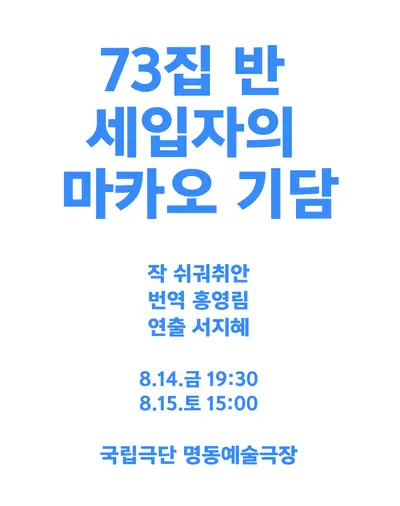 73집 반
세입자의
마카오 기담
작 쉬궈취안
번역 홍영림
연출 서지혜
8.14.금 19:30
8.15.토 15:00
국립극단 명동예술극장